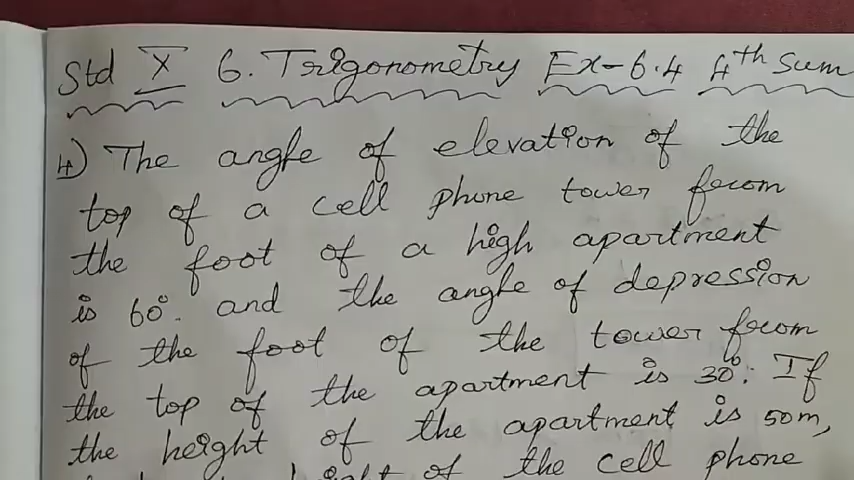 Std X 6. Trigonometry Ex-6.4 4th Sum
4) The angle of elevation of the
top of a cell phone tower from
the foot of a high apartment
is 60°. and the angle of depression
of the foot of the tower from
the top of the apartment is 30°. If
the height of the apartment is 50m,
of the cell phone